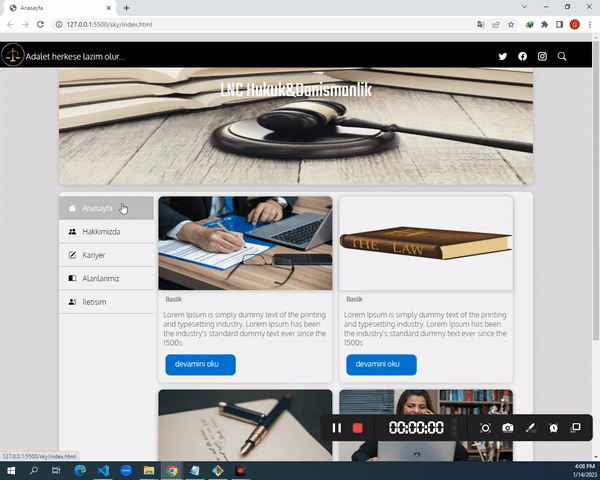 Anasayfa
127.0.0.1:5500/sky/index.html
Adalet herkese lazim olur...
LNC Hukuk&Danismanlik
Anasayfa
Hakkimizda
Kariyer
Alanlarimiz
İletisim
THE LAW
Baslik
Lorem Ipsum is simply dummy text of the printing
and typesetting industry. Lorem Ipsum has been
the industry's standard dummy text ever since the
1500s
devamini oku
Baslik
Lorem Ipsum is simply dummy text of the printing
and typesetting industry. Lorem Ipsum has been
the industry's standard dummy text ever since the
1500s
devamini oku
00:00:00
127.0.0.1:5500/sky/index.html
4:08 PM
1/14/2023